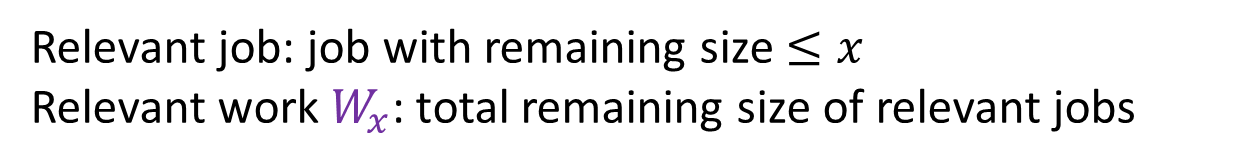 Relevant job: job with remaining size ≤ x
Relevant work Wₓ: total remaining size of relevant jobs